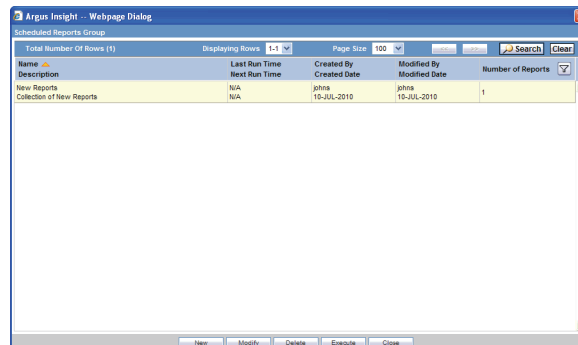 Argus Insight -- Webpage Dialog
Scheduled Reports Group
Total Number Of Rows (1) Displaying Rows 1-1 Page Size 100 << >> Search Clear
Name Last Run Time Created By Modified By Number of Reports
Description Next Run Time Created Date Modified Date
New Reports N/A johns johns 1
Collection of New Reports N/A 10-JUL-2010 10-JUL-2010
New Modify Delete Execute Close